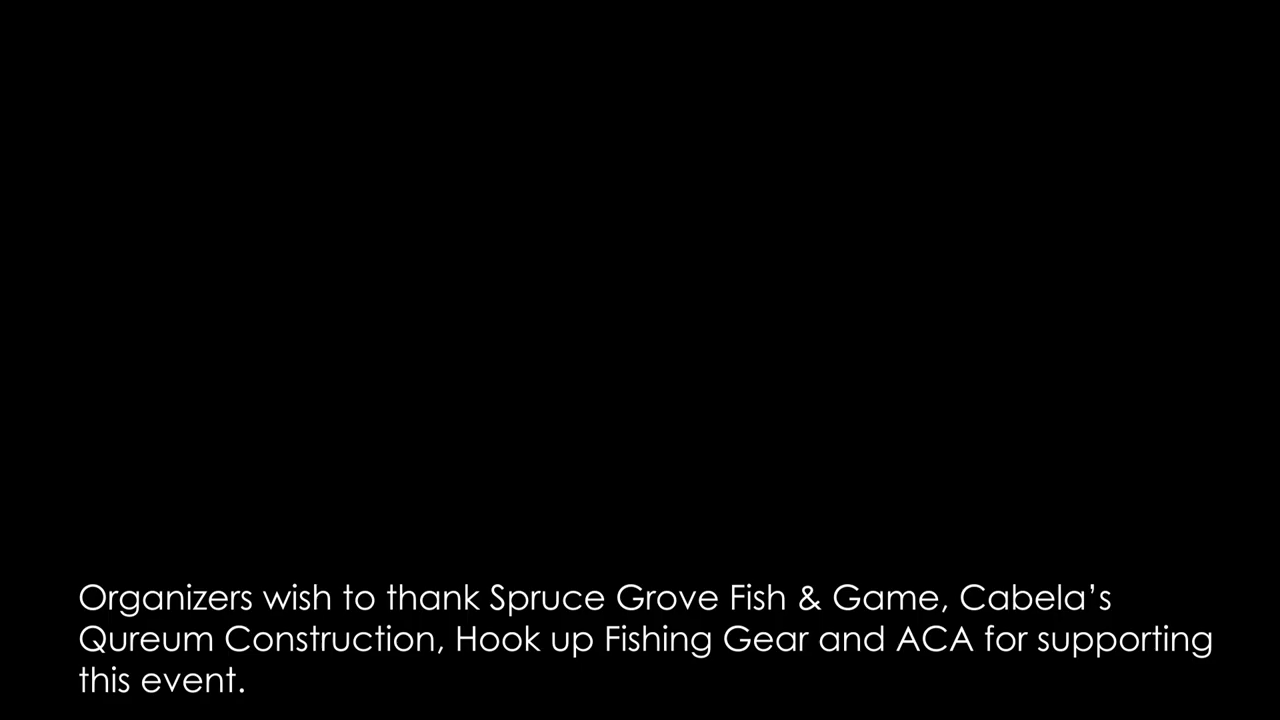 Organizers wish to thank Spruce Grove Fish & Game, Cabela’s
Qureum Construction, Hook up Fishing Gear and ACA for supporting
this event.